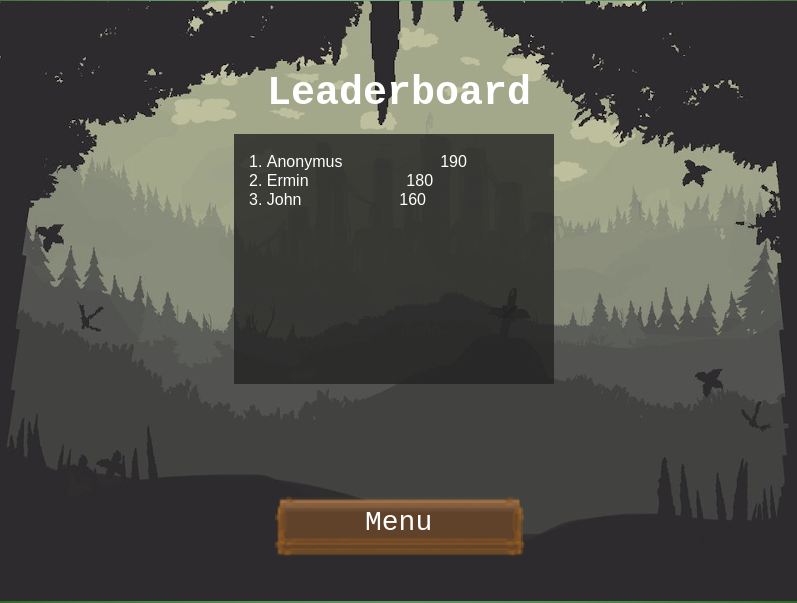 Leaderboard
1. Anonymus 190
2. Ermin 180
3. John 160
Menu